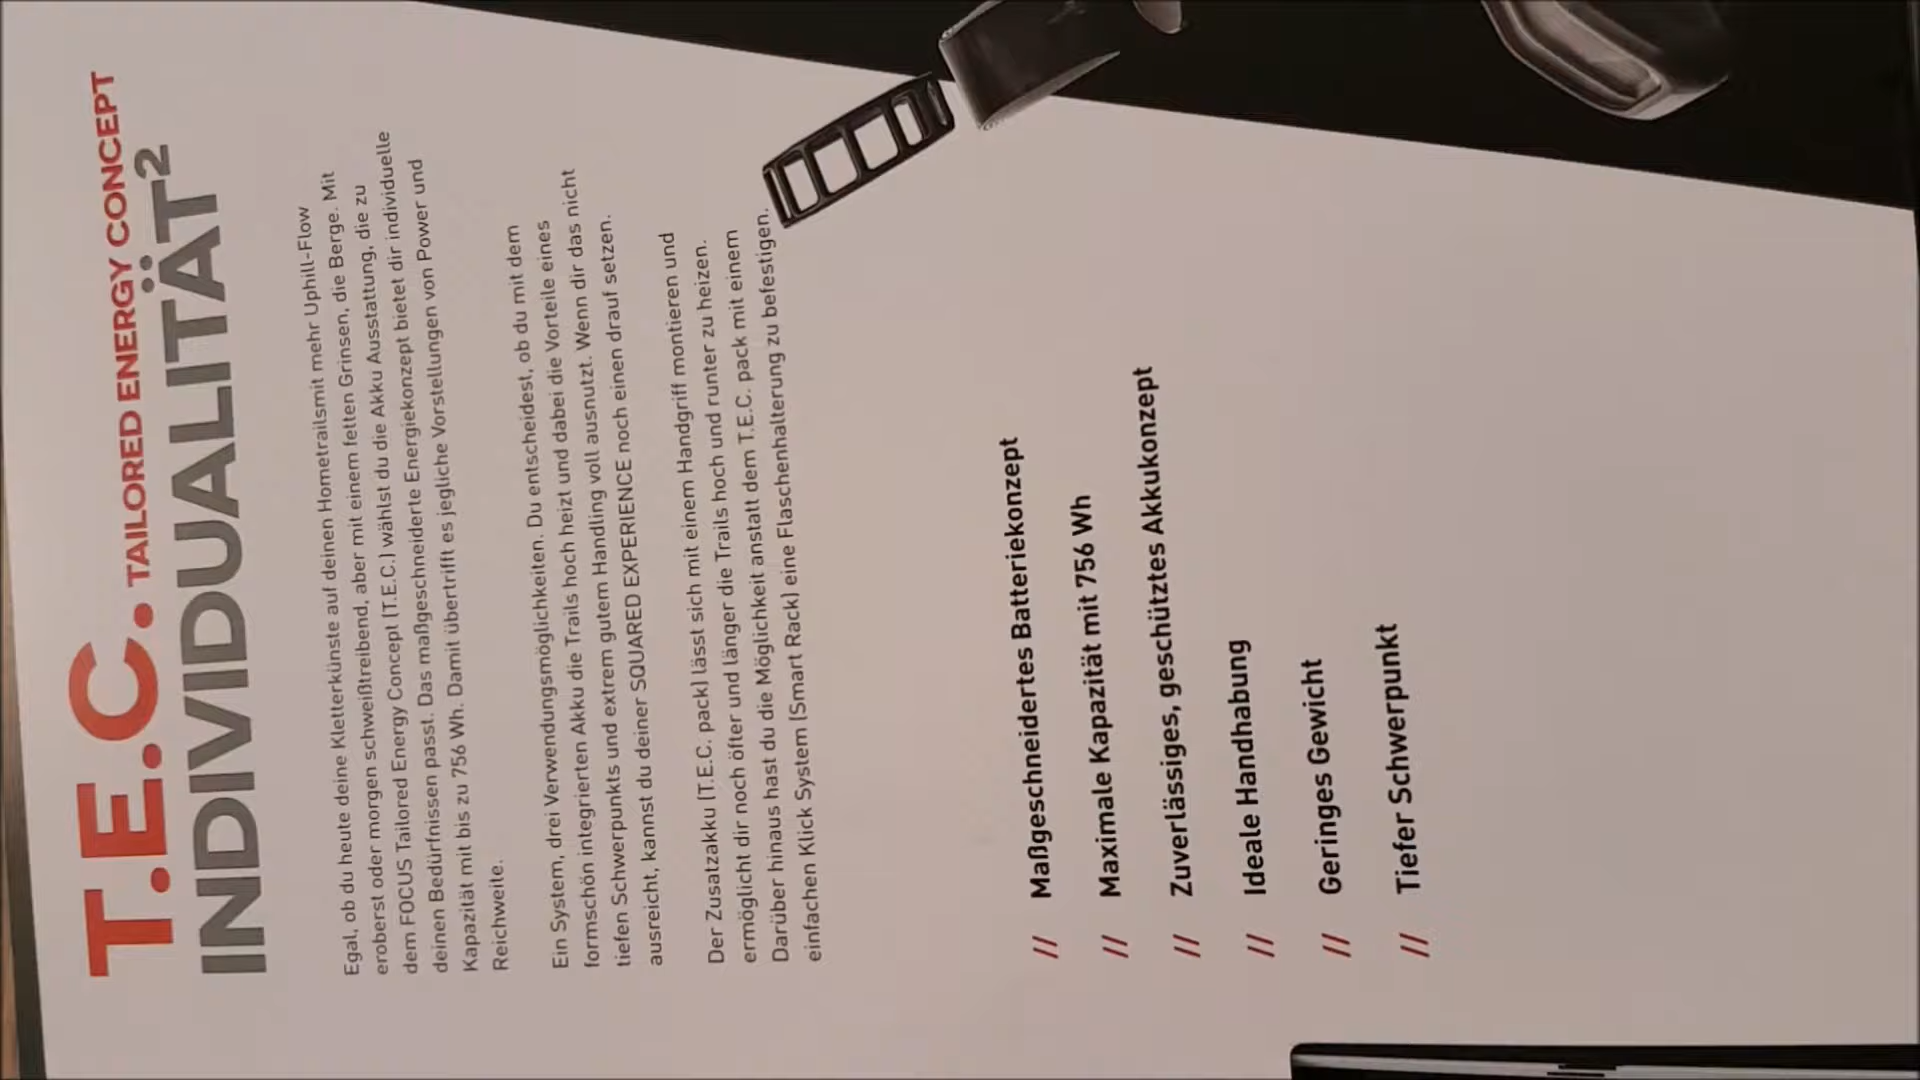 T.E.C. TAILORED ENERGY CONCEPT
INDIVIDUALITÄT²
Egal, ob du heute deine Kletterkünste auf deinen Hometrailsmit mehr Uphill-Flow
eroberst oder morgen schweißtreibend, aber mit einem fetten Grinsen, die Berge. Mit
dem FOCUS Tailored Energy Concept (T.E.C.) wählst du die Akku Ausstattung, die zu
deinen Bedürfnissen passt. Das maßgeschneiderte Energiekonzept bietet dir individuelle
Kapazität mit bis zu 756 Wh. Damit übertrifft es jegliche Vorstellungen von Power und
Reichweite.
Ein System, drei Verwendungsmöglichkeiten. Du entscheidest, ob du mit dem
formschön integrierten Akku die Trails hoch heizt und dabei die Vorteile eines
tiefen Schwerpunkts und extrem gutem Handling voll ausnutzt. Wenn dir das nicht
ausreicht, kannst du deiner SQUARED EXPERIENCE noch einen drauf setzen.
Der Zusatzakku (T.E.C. pack) lässt sich mit einem Handgriff montieren und
ermöglicht dir noch öfter und länger die Trails hoch und runter zu heizen.
Darüber hinaus hast du die Möglichkeit anstatt dem T.E.C. pack mit einem
einfachen Klick System (Smart Rack) eine Flaschenhalterung zu befestigen.
// Maßgeschneidertes Batteriekonzept
// Maximale Kapazität mit 756 Wh
// Zuverlässiges, geschütztes Akkukonzept
// Ideale Handhabung
// Geringes Gewicht
// Tiefer Schwerpunkt